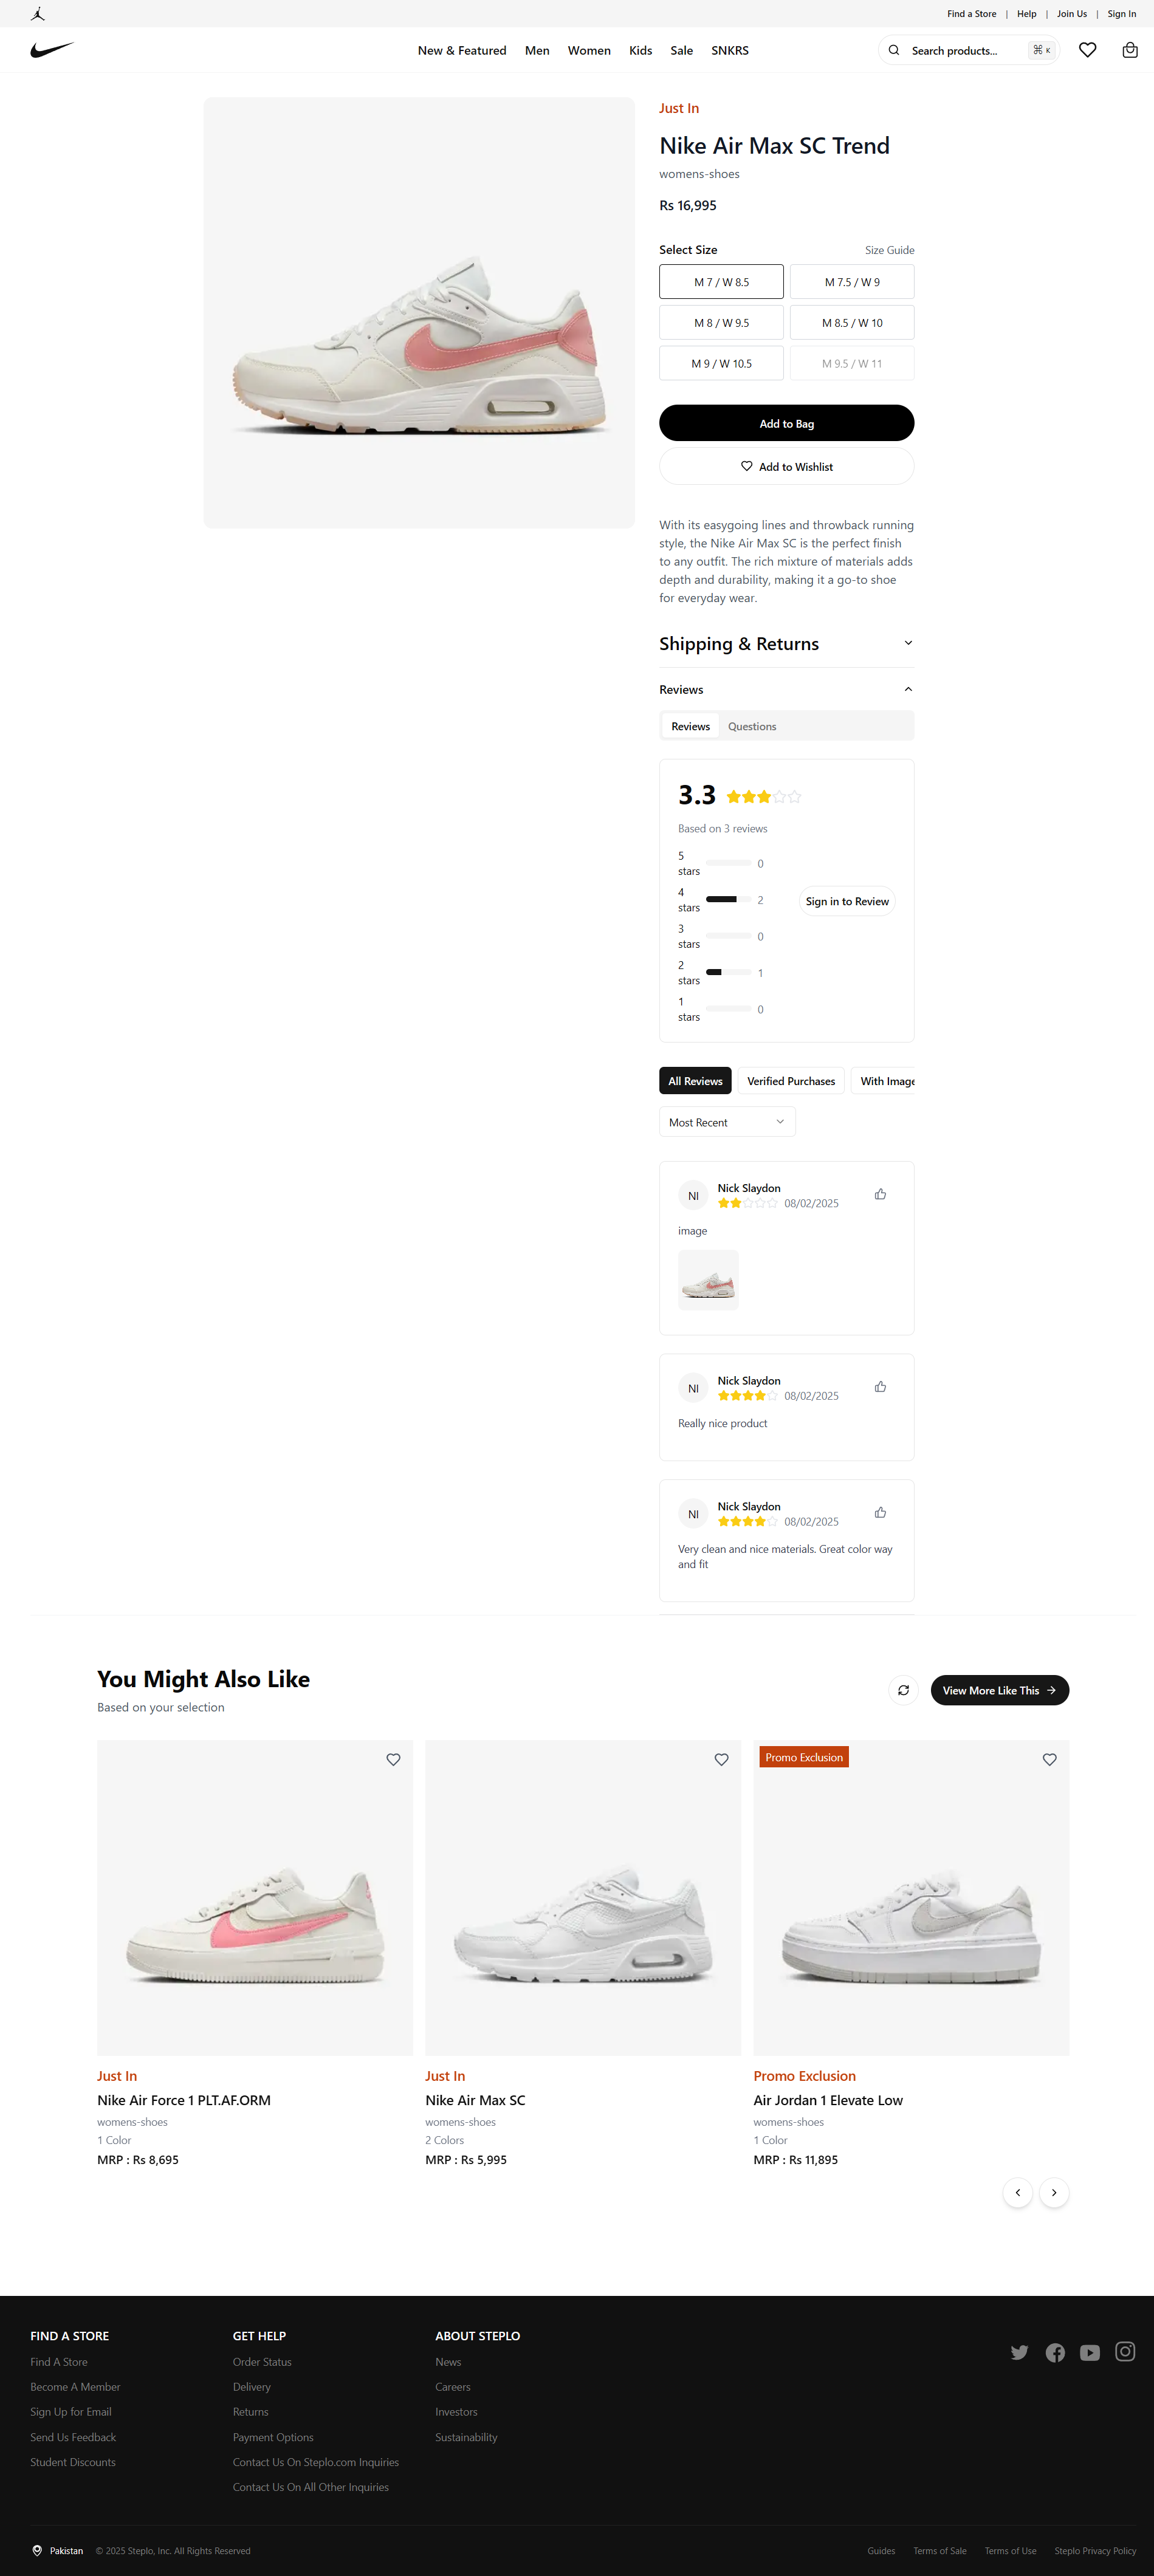 Find a Store | Help | Join Us | Sign In
New & Featured Men Women Kids Sale SNKRS Search products... ⌘ K
Just In
Nike Air Max SC Trend
womens-shoes
Rs 16,995
Select Size Size Guide
M 7 / W 8.5 M 7.5 / W 9
M 8 / W 9.5 M 8.5 / W 10
M 9 / W 10.5 M 9.5 / W 11
Add to Bag
Add to Wishlist
With its easygoing lines and throwback running
style, the Nike Air Max SC is the perfect finish
to any outfit. The rich mixture of materials adds
depth and durability, making it a go-to shoe
for everyday wear.
Shipping & Returns
Reviews
Reviews Questions
3.3
Based on 3 reviews
5
stars 0
4
stars 2
Sign in to Review
3
stars 0
2
stars 1
1
stars 0
All Reviews Verified Purchases With Image
Most Recent
NI Nick Slaydon
08/02/2025
image
NI Nick Slaydon
08/02/2025
Really nice product
NI Nick Slaydon
08/02/2025
Very clean and nice materials. Great color way
and fit
You Might Also Like
Based on your selection
View More Like This
Promo Exclusion
Just In
Nike Air Force 1 PLT.AF.ORM
womens-shoes
1 Color
MRP : Rs 8,695
Just In
Nike Air Max SC
womens-shoes
2 Colors
MRP : Rs 5,995
Promo Exclusion
Air Jordan 1 Elevate Low
womens-shoes
1 Color
MRP : Rs 11,895
FIND A STORE
Find A Store
Become A Member
Sign Up for Email
Send Us Feedback
Student Discounts
GET HELP
Order Status
Delivery
Returns
Payment Options
Contact Us On Steplo.com Inquiries
Contact Us On All Other Inquiries
ABOUT STEPLO
News
Careers
Investors
Sustainability
Pakistan © 2025 Steplo, Inc. All Rights Reserved
Guides Terms of Sale Terms of Use Steplo Privacy Policy